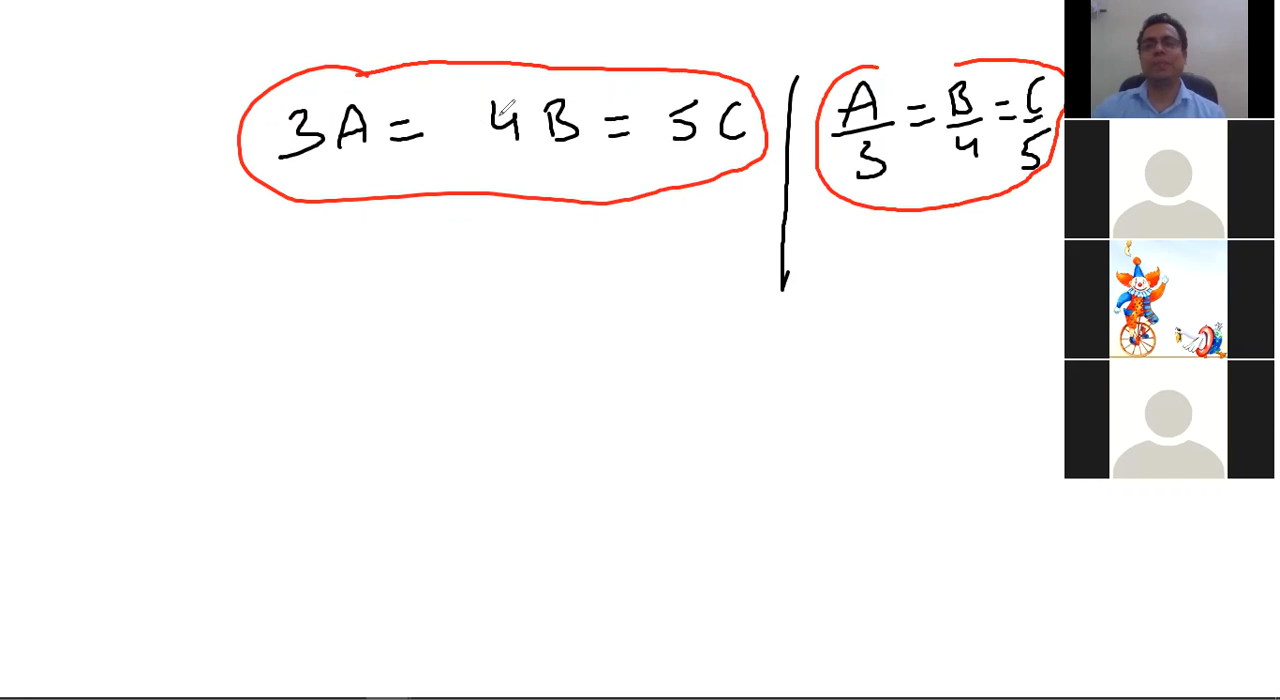 3A = 4B = 5C
A/3 = B/4 = C/5